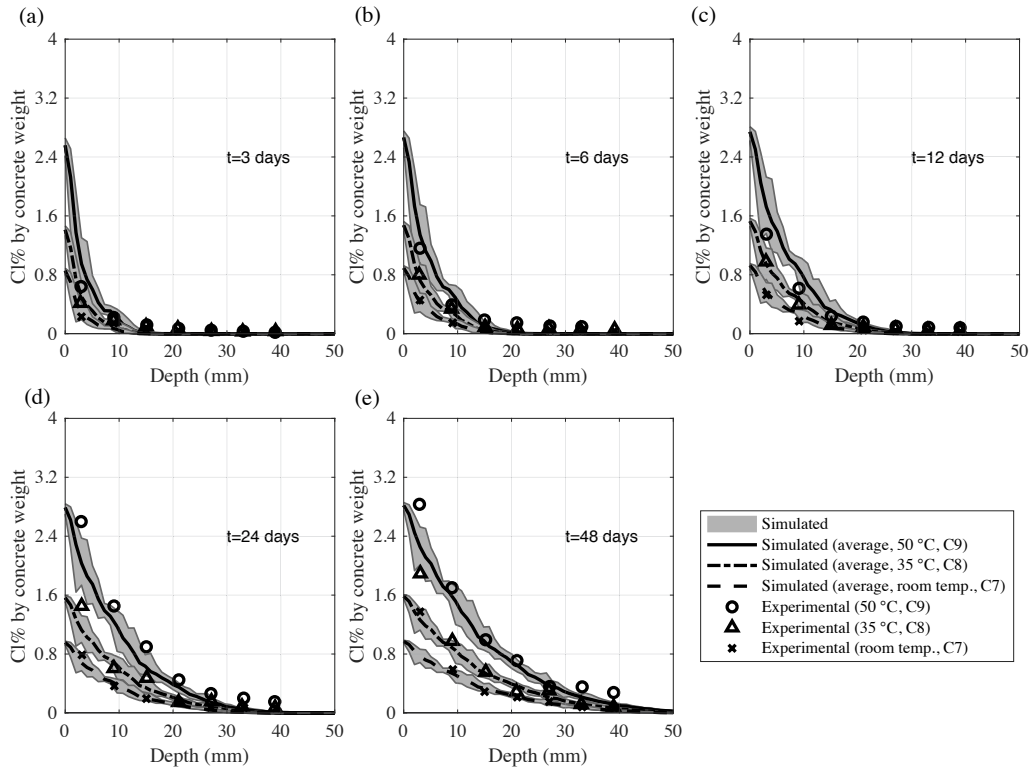 (a)
(b)
(c)
4
3.2
2.4
1.6
0.8
0
Cl% by concrete weight
t=3 days
0 10 20 30 40 50
Depth (mm)
4
3.2
2.4
1.6
0.8
0
Cl% by concrete weight
t=6 days
0 10 20 30 40 50
Depth (mm)
4
3.2
2.4
1.6
0.8
0
Cl% by concrete weight
t=12 days
0 10 20 30 40 50
Depth (mm)
(d)
(e)
4
3.2
2.4
1.6
0.8
0
Cl% by concrete weight
t=24 days
0 10 20 30 40 50
Depth (mm)
4
3.2
2.4
1.6
0.8
0
Cl% by concrete weight
t=48 days
0 10 20 30 40 50
Depth (mm)
Simulated
Simulated (average, 50 °C, C9)
Simulated (average, 35 °C, C8)
Simulated (average, room temp., C7)
Experimental (50 °C, C9)
Experimental (35 °C, C8)
Experimental (room temp., C7)